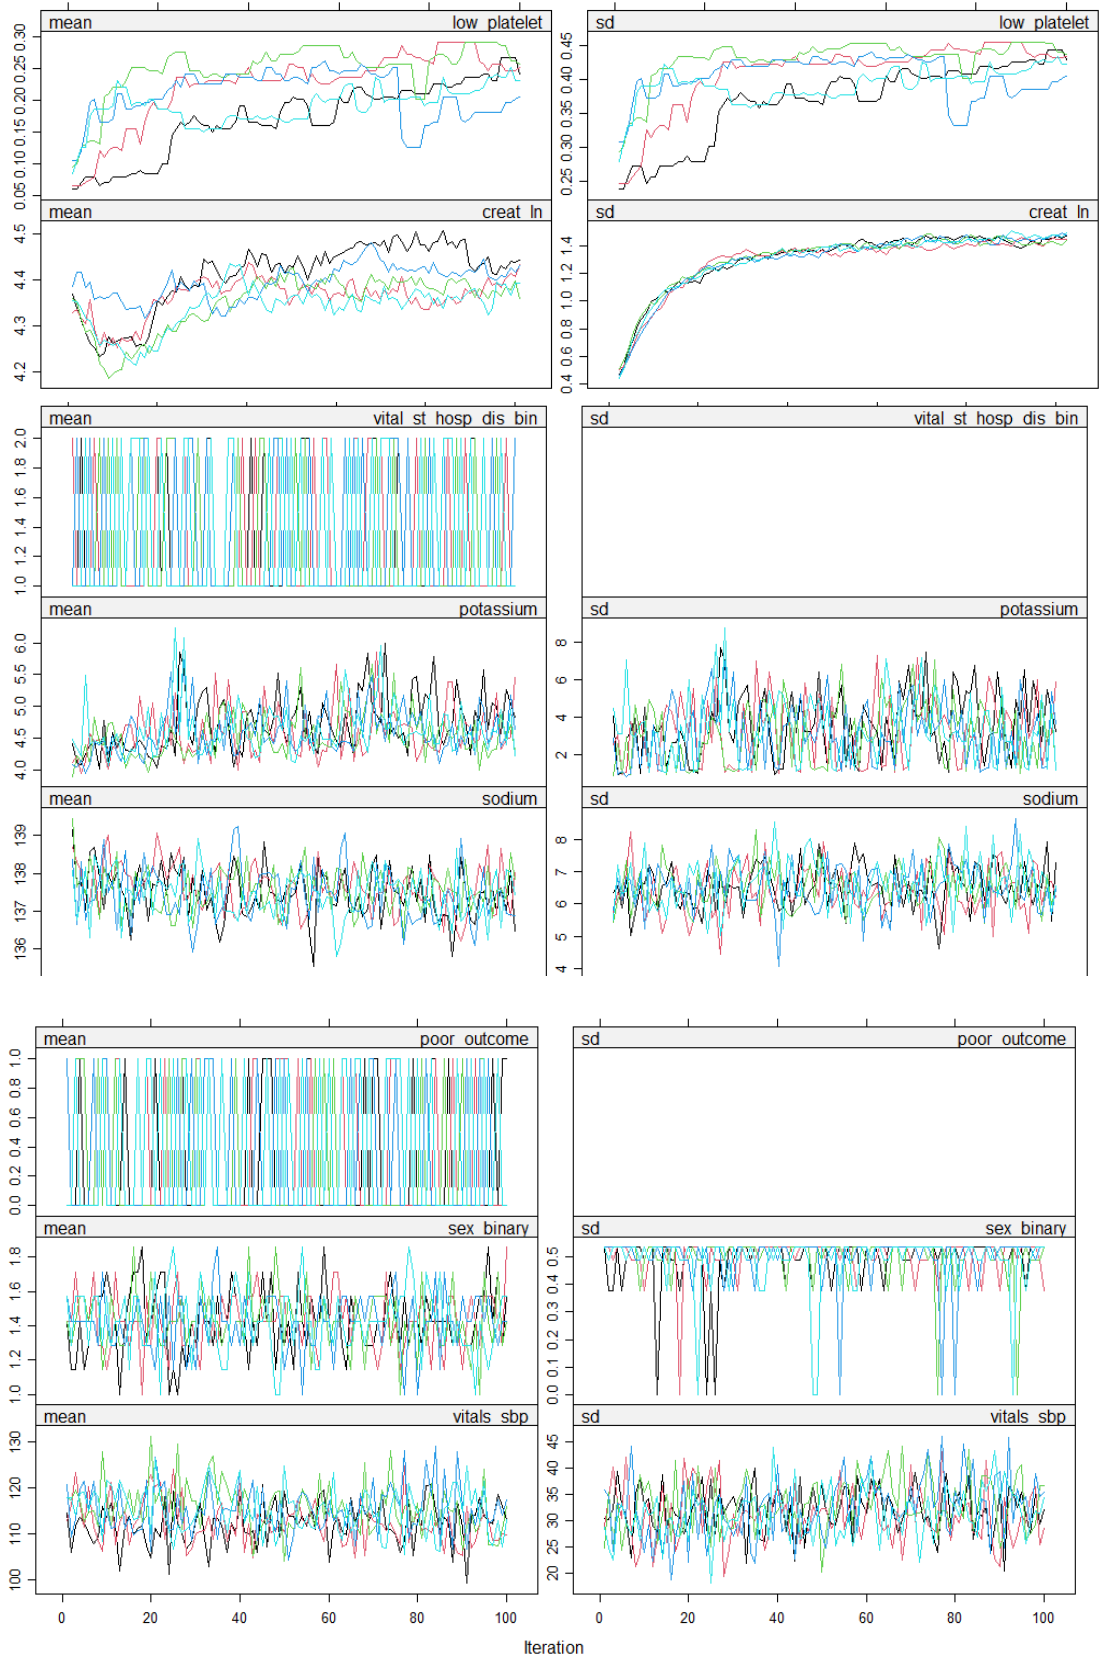 mean low_platelet sd low_platelet
0.05 0.10 0.15 0.20 0.25 0.30
0.25 0.30 0.35 0.40 0.45
mean creat_ln sd creat_ln
4.2 4.3 4.4 4.5
0.4 0.6 0.8 1.0 1.2 1.4
mean vital_st_hosp_dis_bin sd vital_st_hosp_dis_bin
1.0 1.2 1.4 1.6 1.8 2.0
mean potassium sd potassium
4.0 4.5 5.0 5.5 6.0
2 4 6 8
mean sodium sd sodium
136 137 138 139
4 5 6 7 8
mean poor_outcome sd poor_outcome
0.0 0.2 0.4 0.6 0.8 1.0
mean sex_binary sd sex_binary
1.0 1.2 1.4 1.6 1.8
0.0 0.1 0.2 0.3 0.4 0.5
mean vitals_sbp sd vitals_sbp
100 110 120 130
20 25 30 35 40 45
0 20 40 60 80 100 0 20 40 60 80 100
Iteration